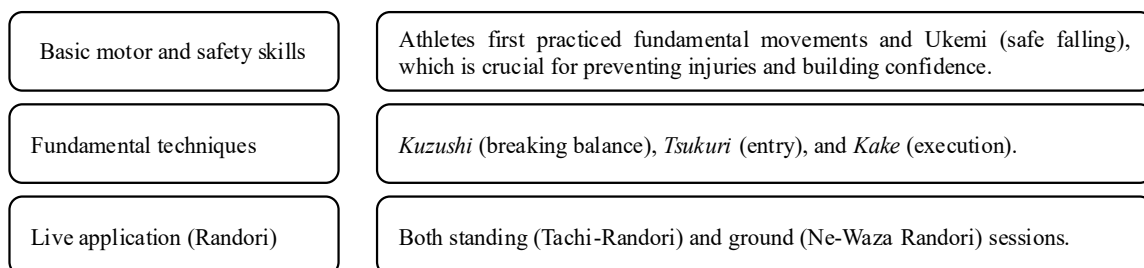 Basic motor and safety skills
Athletes first practiced fundamental movements and Ukemi (safe falling),
which is crucial for preventing injuries and building confidence.
Fundamental techniques
Kuzushi (breaking balance), Tsukuri (entry), and Kake (execution).
Live application (Randori)
Both standing (Tachi-Randori) and ground (Ne-Waza Randori) sessions.